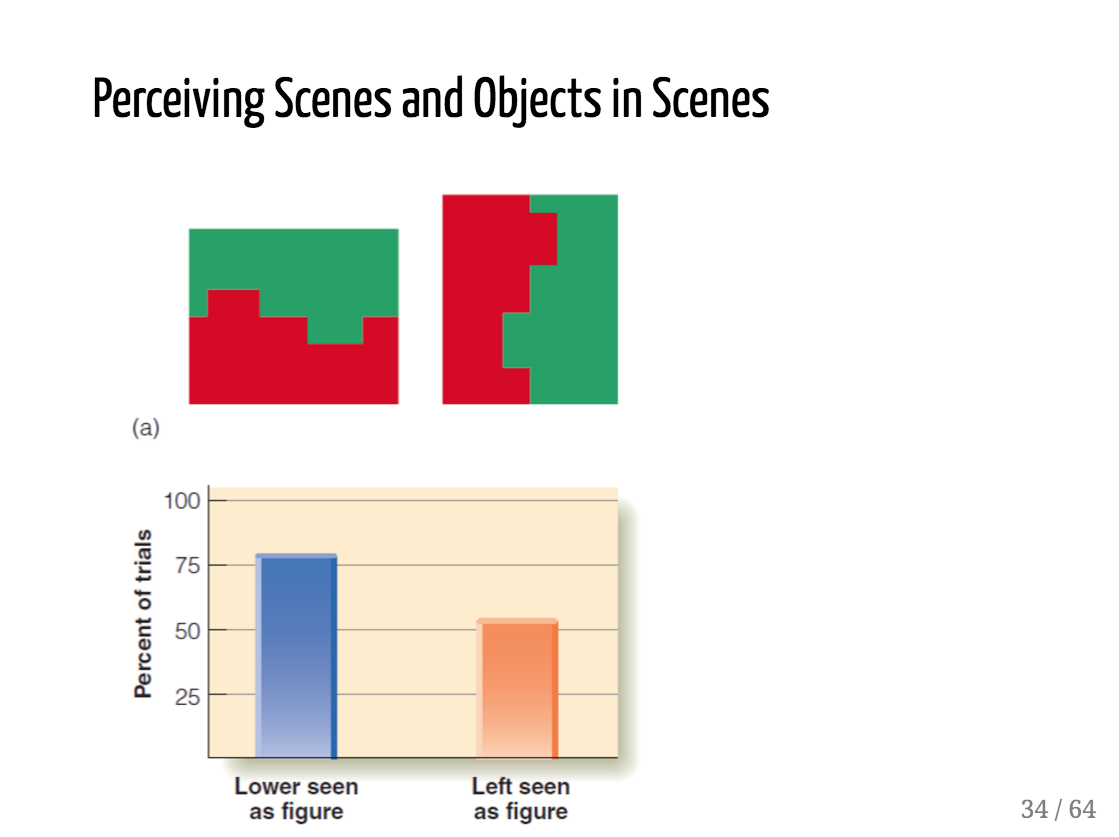 Perceiving Scenes and Objects in Scenes
(a)
100
75
50
25
Percent of trials
Lower seen
as figure
Left seen
as figure
34 / 64